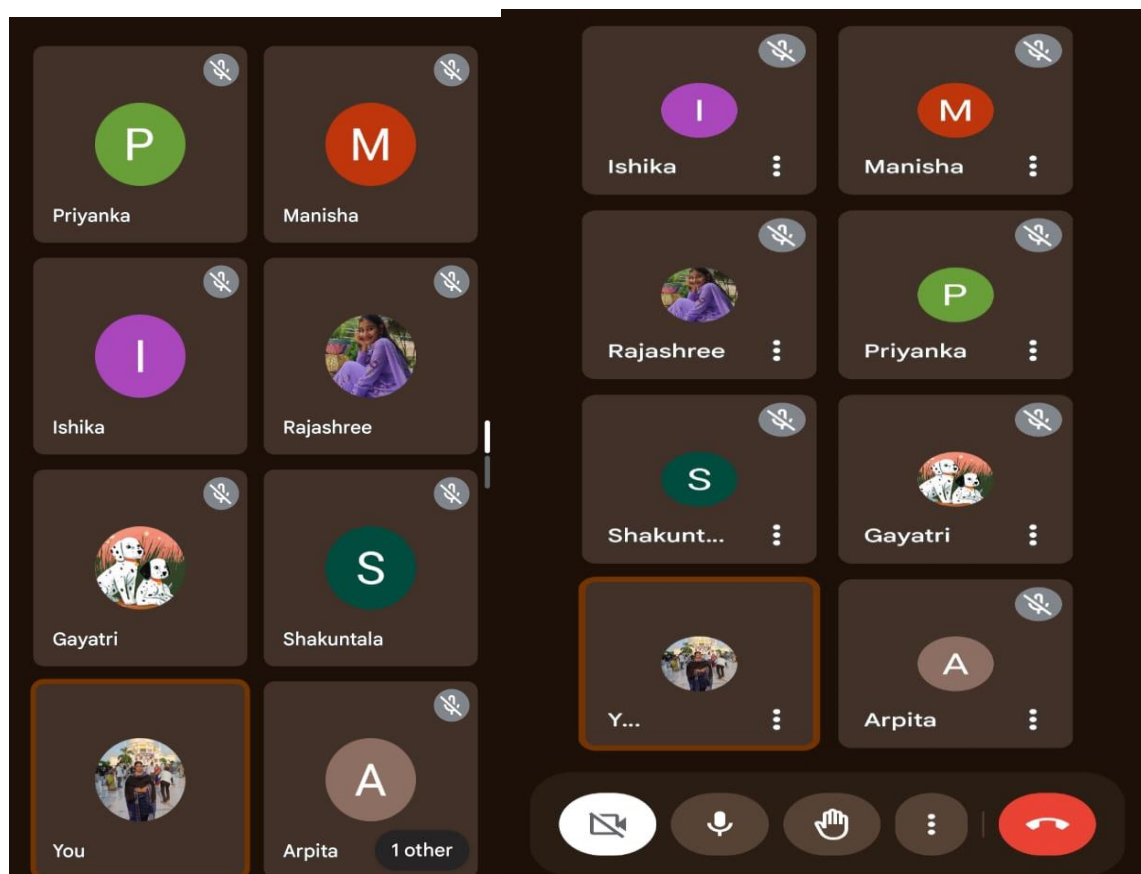 P
M
Priyanka
Manisha
I
Ishika
Rajashree
S
Gayatri
Shakuntala
A
You
Arpita
1 other
I
M
Ishika
Manisha
P
Rajashree
Priyanka
S
Shakunt...
Gayatri
A
Y...
Arpita